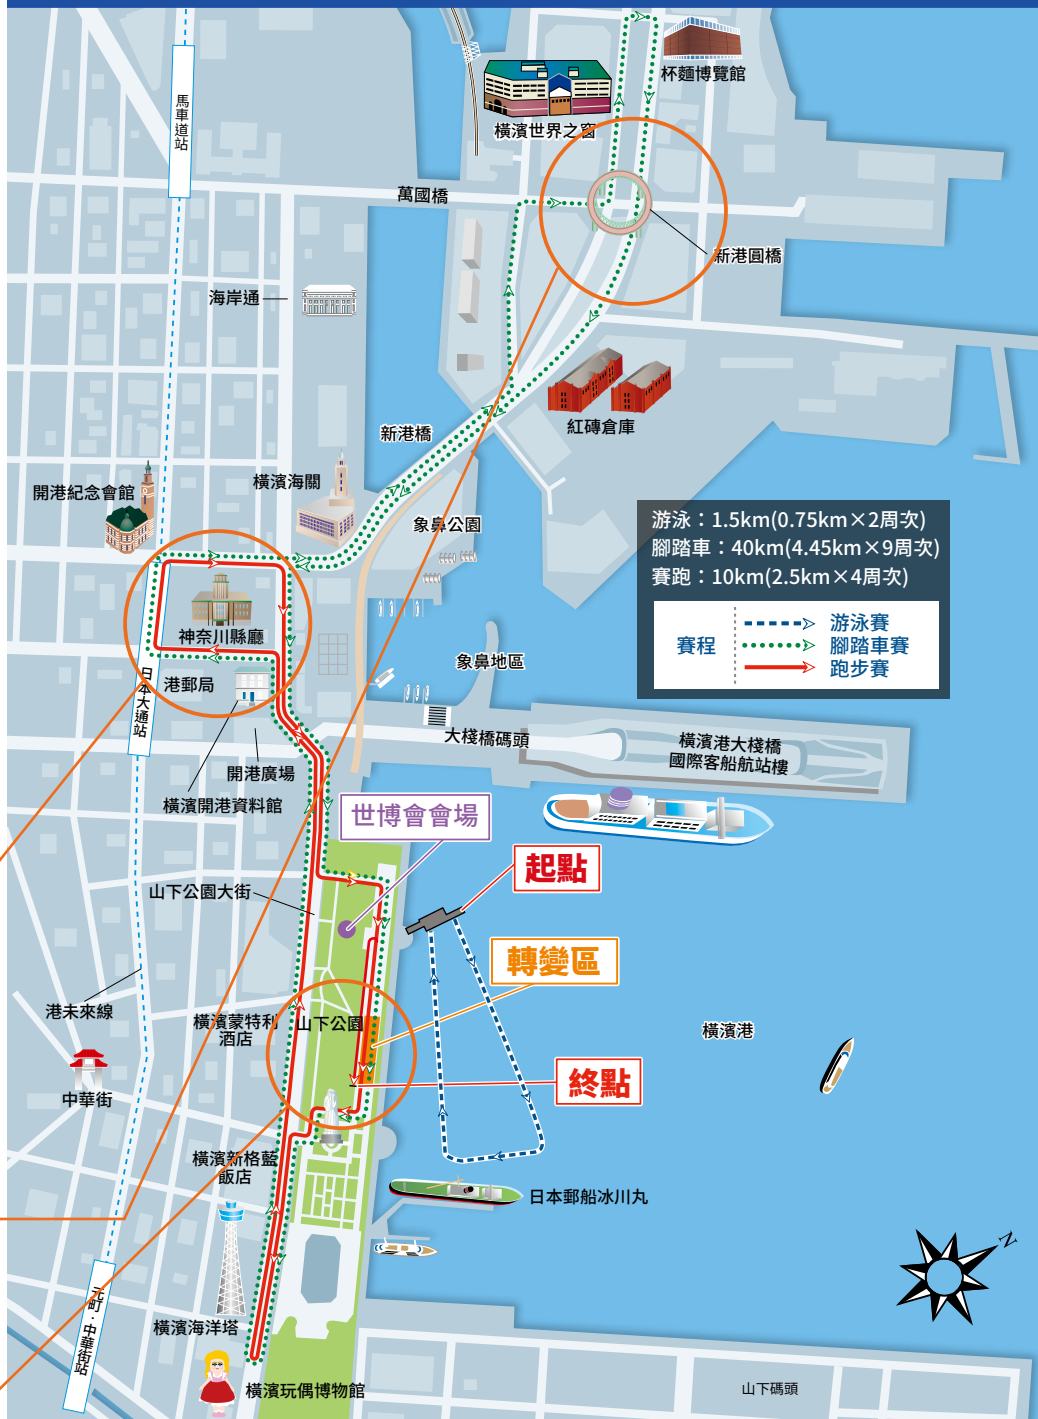 杯麵博覽館
橫濱世界之窗
馬車道站
萬國橋
新港圓橋
海岸通
紅磚倉庫
新港橋
橫濱海關
開港紀念會館
象鼻公園
游泳：1.5km(0.75km×2周次)
腳踏車：40km(4.45km×9周次)
賽跑：10km(2.5km×4周次)
賽程
游泳賽
腳踏車賽
跑步賽
神奈川縣廳
象鼻地區
港郵局
日本大通站
大棧橋碼頭
橫濱港大棧橋
國際客船航站樓
開港廣場
橫濱開港資料館
世博會會場
起點
山下公園大街
轉變區
港未來線
橫濱蒙特利
酒店
山下公園
橫濱港
終點
中華街
橫濱新格藍
飯店
日本郵船冰川丸
N
元町·中華街站
橫濱海洋塔
橫濱玩偶博物館
山下碼頭